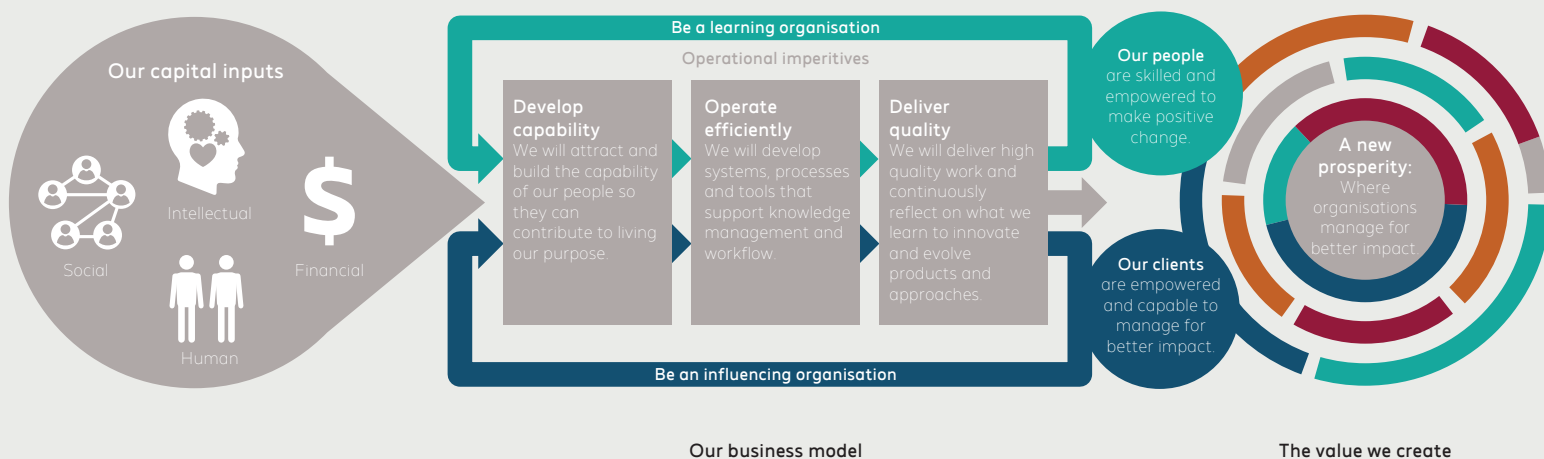 Our capital inputs
Intellectual
Social
Financial
Human
Be a learning organisation
Operational imperitives
Develop
capability
We will attract and
build the capability
of our people so
they can
contribute to living
our purpose.
Operate
efficiently
We will develop
systems, processes
and tools that
support knowledge
management and
workflow.
Deliver
quality
We will deliver high
quality work and
continuously
reflect on what we
learn to innovate
and evolve
products and
approaches.
Be an influencing organisation
Our people
are skilled and
empowered to
make positive
change.
Our clients
are empowered
and capable to
manage for
better impact.
A new
prosperity:
Where
organisations
manage for
better impact.
Our business model
The value we create